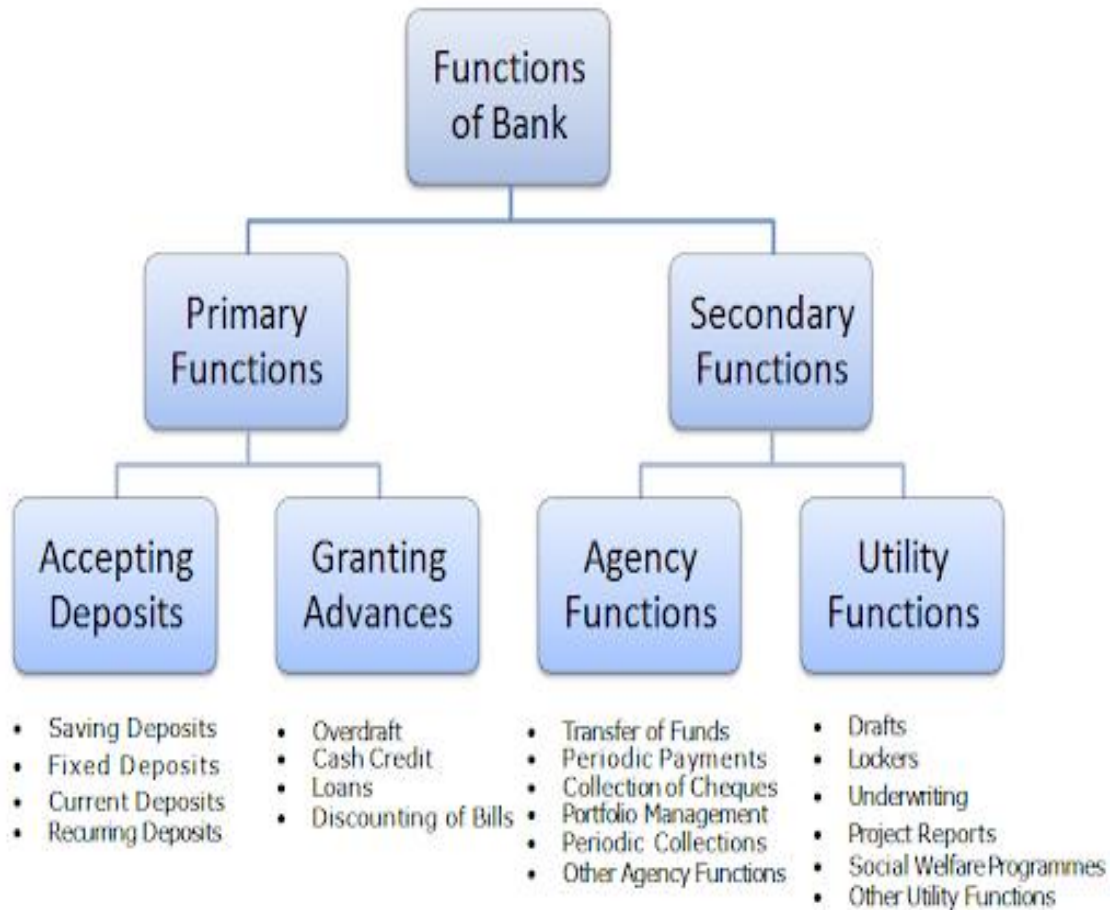 Functions
of Bank
Primary
Functions
Secondary
Functions
Accepting
Deposits
Granting
Advances
Agency
Functions
Utility
Functions
• Saving Deposits
• Fixed Deposits
• Current Deposits
• Recurring Deposits
• Overdraft
• Cash Credit
• Loans
• Discounting of Bills
• Transfer of Funds
• Periodic Payments
• Collection of Cheques
• Portfolio Management
• Periodic Collections
• Other Agency Functions
• Drafts
• Lockers
• Underwriting
• Project Reports
• Social Welfare Programmes
• Other Utility Functions